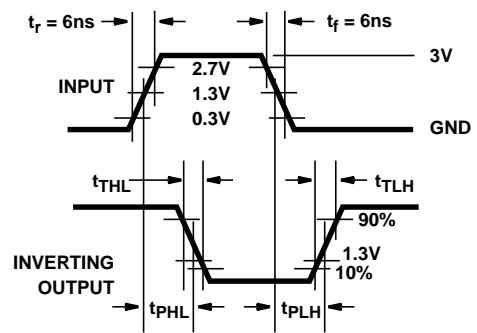 tr = 6ns
tf = 6ns
3V
2.7V
INPUT
1.3V
0.3V
GND
tTHL
tTLH
90%
1.3V
INVERTING
OUTPUT
10%
tPHL
tPLH